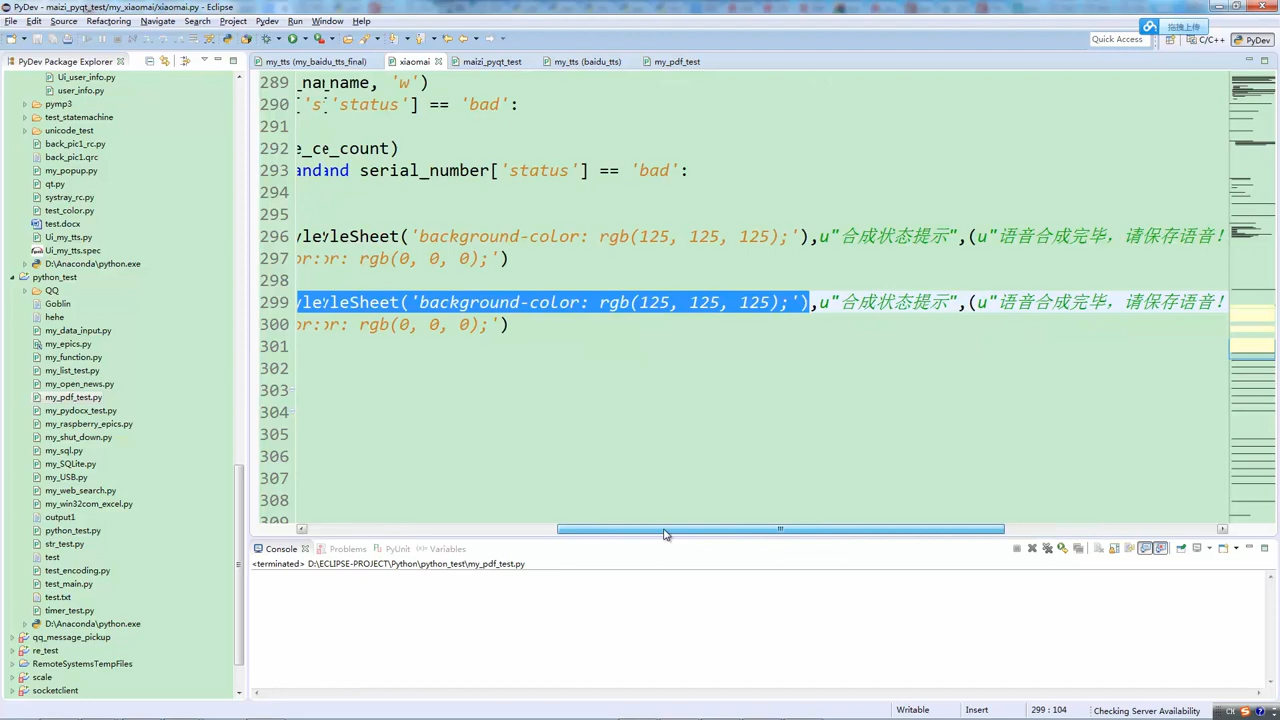 PyDev - maizi_pyqt_test/my_xiaomai/xiaomai.py - Eclipse
File Edit Source Refactoring Navigate Search Project Pydev Run Window Help
拖拽上传
Quick Access
C/C++
PyDev
PyDev Package Explorer
my_tts (my_baidu_tts_final)
xiaomai
maizi_pyqt_test
my_tts (baidu_tts)
my_pdf_test
Ui_user_info.py
user_info.py
pymp3
test_statemachine
unicode_test
back_pic1_rc.py
back_pic1.qrc
my_popup.py
qt.py
systray_rc.py
test_color.py
test.docx
Ui_my_tts.py
Ui_my_tts.spec
D:\Anaconda\python.exe
python_test
QQ
Goblin
hehe
my_data_input.py
my_epics.py
my_function.py
my_list_test.py
my_open_news.py
my_pdf_test.py
my_pydocx_test.py
my_raspberry_epics.py
my_shut_down.py
my_sql.py
my_SQLite.py
my_USB.py
my_web_search.py
my_win32com_excel.py
output1
python_test.py
str_test.py
test
test_encoding.py
test_main.py
test.txt
timer_test.py
D:\Anaconda\python.exe
qq_message_pickup
re_test
RemoteSystemsTempFiles
scale
socketclient
289 _name, 'w')
290 ['s'status'] == 'bad':
291
292 e_ce_count)
293 andand serial_number['status'] == 'bad':
294
295
296 yleSheet('background-color: rgb(125, 125, 125);'),u"合成状态提示",(u"语音合成完毕，请保存语音！
297 or: rgb(0, 0, 0);')
298
299 yleSheet('background-color: rgb(125, 125, 125);'),u"合成状态提示",(u"语音合成完毕，请保存语音！
300 or: rgb(0, 0, 0);')
301
302
303
304
305
306
307
308
309
Console
Problems
PyUnit
Variables
<terminated> D:\ECLIPSE-PROJECT\Python\python_test\my_pdf_test.py
Writable
Insert
299 : 104
Checking Server Availability
CH